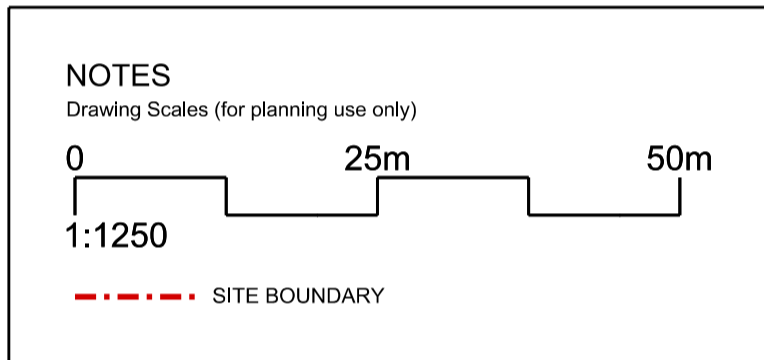 NOTES
Drawing Scales (for planning use only)
0 25m 50m
1:1250
SITE BOUNDARY